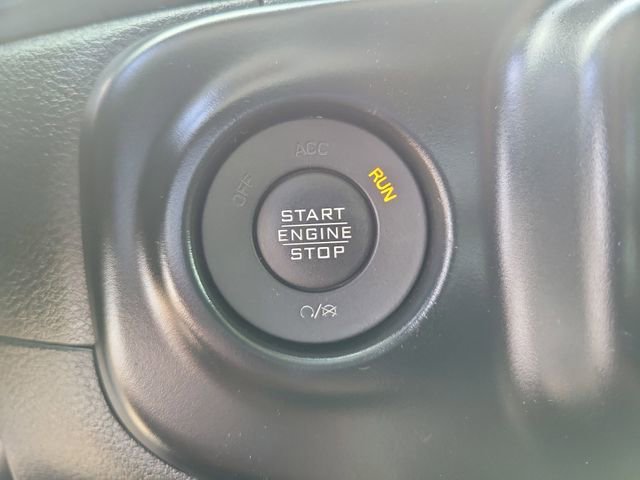 ACC
OFF
RUN
START
ENGINE
STOP